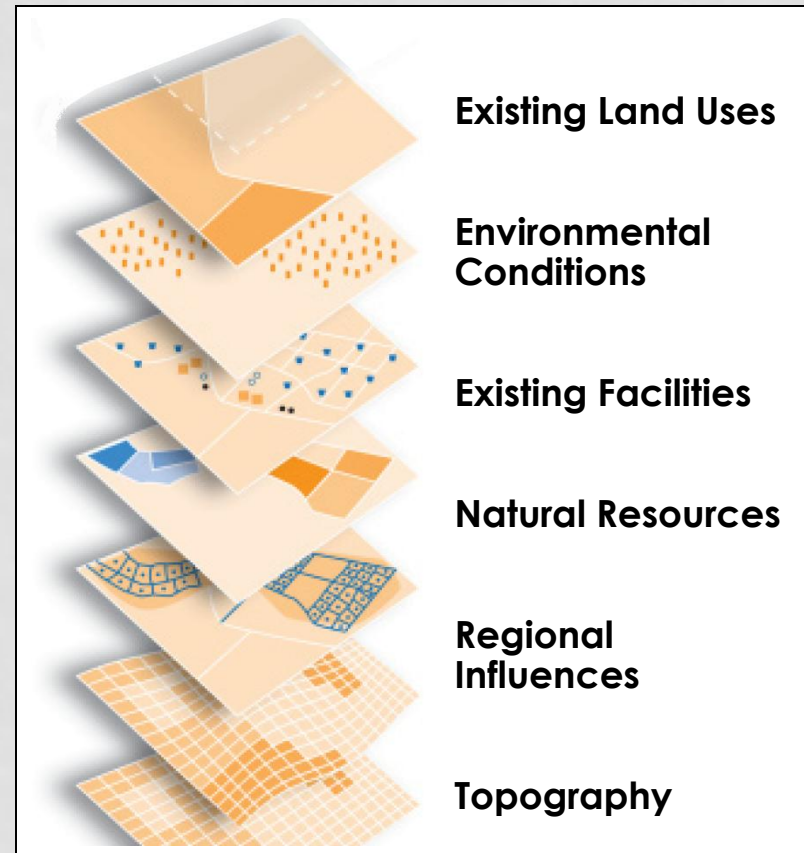 Existing Land Uses
Environmental
Conditions
Existing Facilities
Natural Resources
Regional
Influences
Topography